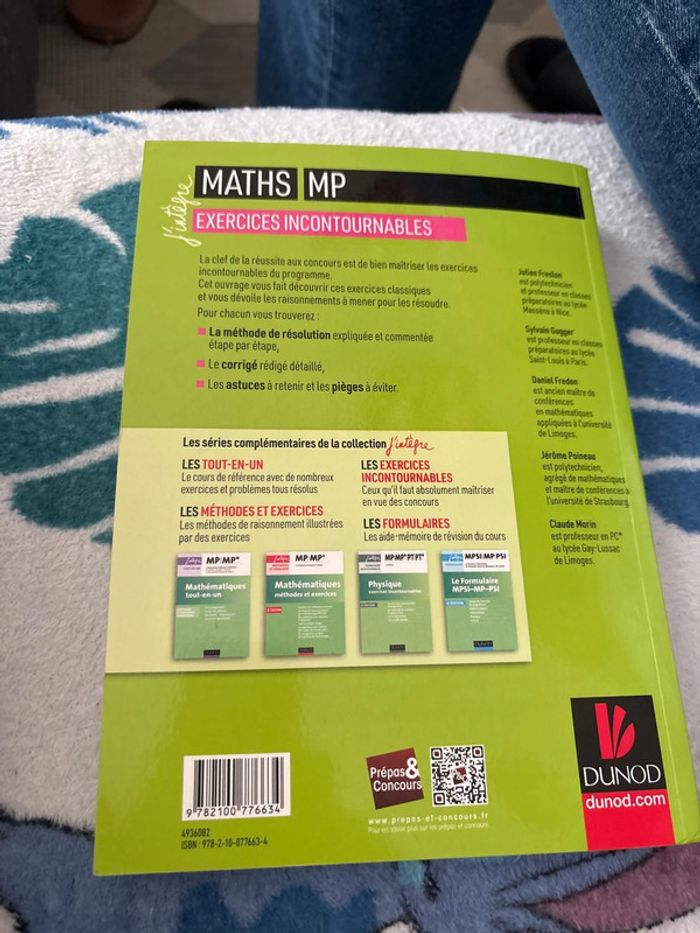 J'intègre
MATHS MP
EXERCICES INCONTOURNABLES
La clef de la réussite aux concours est de bien maîtriser les exercices
incontournables du programme.
Cet ouvrage vous fait découvrir ces exercices classiques
et vous dévoile les raisonnements à mener pour les résoudre.
Pour chacun vous trouverez :
La méthode de résolution expliquée et commentée
étape par étape,
Le corrigé rédigé détaillé,
Les astuces à retenir et les pièges à éviter.
Julien Freslon
est polytechnicien
et professeur en classes
préparatoires au lycée
Masséna à Nice.
Sylvain Gugger
est professeur en classes
préparatoires au lycée
Saint-Louis à Paris.
Daniel Fredon
est ancien maître de
conférences
en mathématiques
appliquées à l'université
de Limoges.
Jérôme Poineau
est polytechnicien,
agrégé de mathématiques
et maître de conférences à
l'université de Strasbourg.
Claude Morin
est professeur en PC*
au lycée Gay-Lussac
de Limoges.
Les séries complémentaires de la collection J'intègre
LES TOUT-EN-UN
Le cours de référence avec de nombreux
exercices et problèmes tous résolus
LES MÉTHODES ET EXERCICES
Les méthodes de raisonnement illustrées
par des exercices
LES EXERCICES
INCONTOURNABLES
Ceux qu'il faut absolument maîtriser
en vue des concours
LES FORMULAIRES
Les aide-mémoire de révision du cours
MP|MP*
Mathématiques
tout-en-un
MP|MP*
Mathématiques
méthodes et exercices
DUNOD
MP•MP*PT•PT*
Physique
exercices incontournables
MPSI|MP|PSI
Le Formulaire
MPSI–MP–PSI
DUNOD
9 782100 776634
4936082
ISBN : 978-2-10-077663-4
Prépas&
Concours
www.prepas-et-concours.fr
Pour en savoir plus sur les prépas et concours
DUNOD
dunod.com